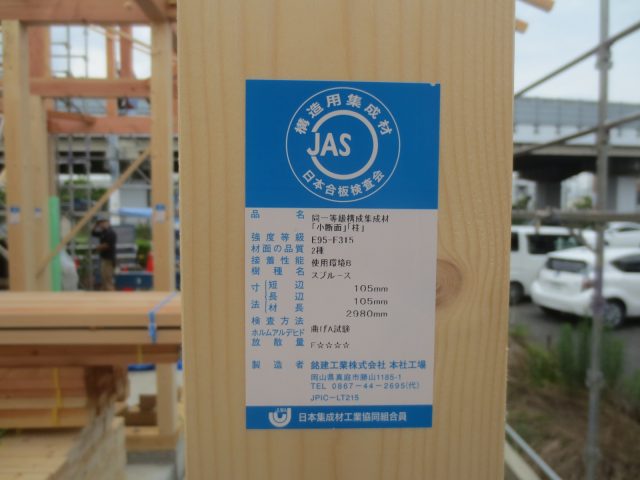 構造用集成材
JAS
日本合板検査会
品名 同一等級構成集成材
「小断面」「柱」
強度等級 E95-F315
材面の品質 2種
接着性能 使用環境B
樹種名 スプルース
寸法 短辺 105mm
長辺 105mm
材長 2980mm
検査方法 曲げA試験
ホルムアルデヒド
放散量 F☆☆☆☆
製造者 銘建工業株式会社 本社工場
岡山県真庭市勝山1185-1
TEL 0867-44-2695(代)
JPIC-LT215
日本集成材工業協同組合員